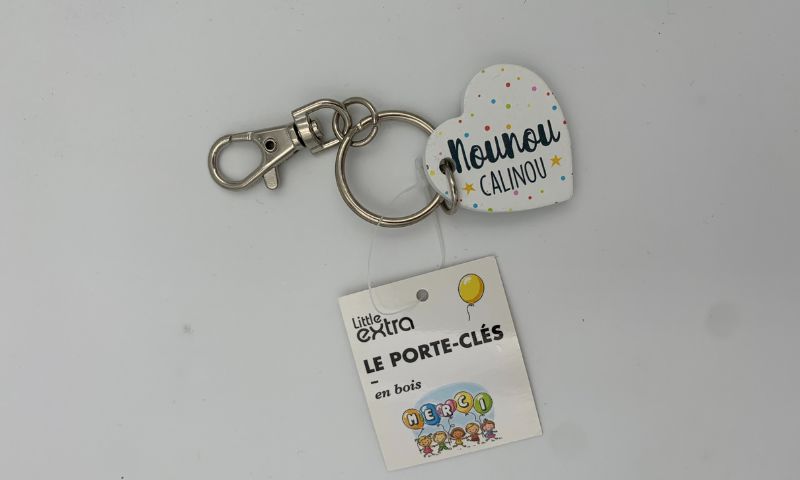 Nounou
CALINOU
Little
extra
LE PORTE-CLÉS
en bois
MERCI